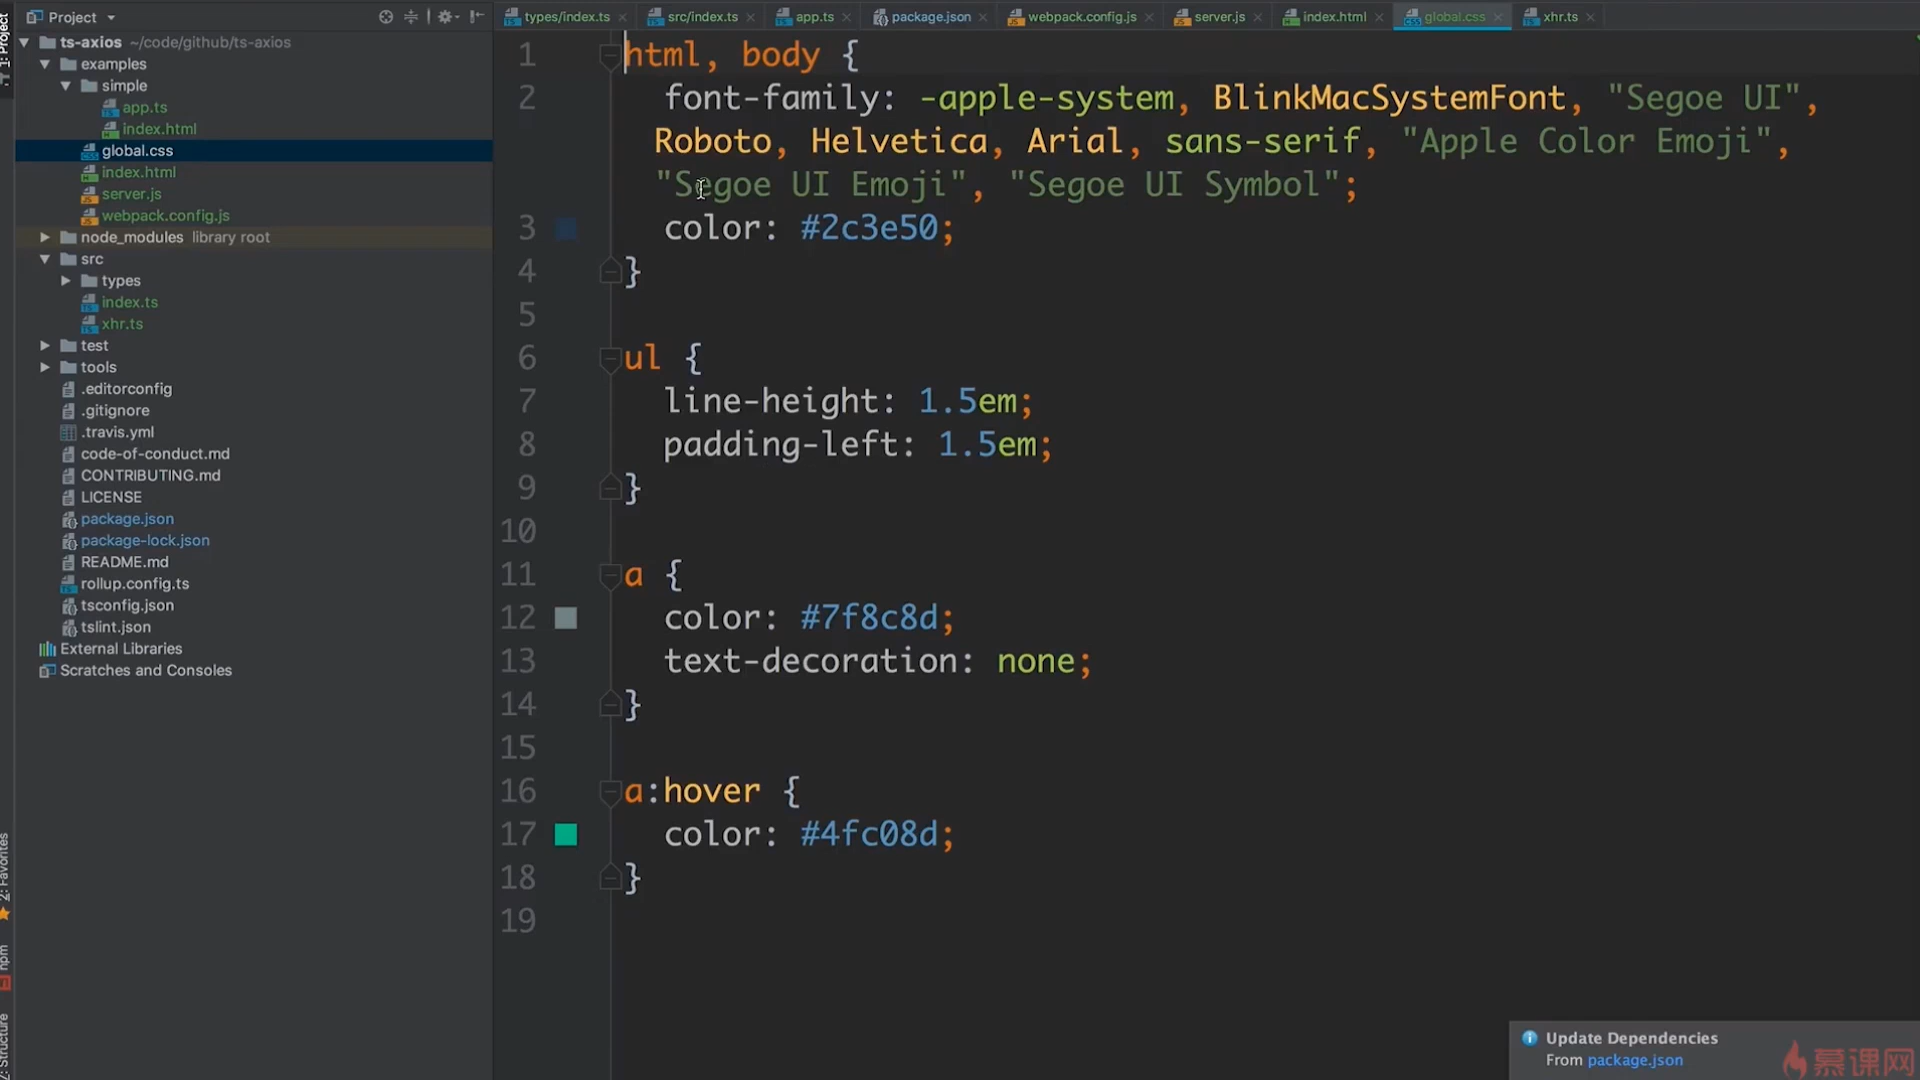 Project
types/index.ts
src/index.ts
app.ts
package.json
webpack.config.js
server.js
index.html
global.css
xhr.ts
1: Project
ts-axios ~/code/github/ts-axios
examples
simple
app.ts
index.html
global.css
index.html
server.js
webpack.config.js
node_modules library root
src
types
index.ts
xhr.ts
test
tools
.editorconfig
.gitignore
.travis.yml
code-of-conduct.md
CONTRIBUTING.md
LICENSE
package.json
package-lock.json
README.md
rollup.config.ts
tsconfig.json
tslint.json
External Libraries
Scratches and Consoles
2: Favorites
npm
Structure
1 html, body {
2 font-family: -apple-system, BlinkMacSystemFont, "Segoe UI",
Roboto, Helvetica, Arial, sans-serif, "Apple Color Emoji",
"Segoe UI Emoji", "Segoe UI Symbol";
3 color: #2c3e50;
4 }
5
6 ul {
7 line-height: 1.5em;
8 padding-left: 1.5em;
9 }
10
11 a {
12 color: #7f8c8d;
13 text-decoration: none;
14 }
15
16 a:hover {
17 color: #4fc08d;
18 }
19
Update Dependencies
From package.json
慕课网